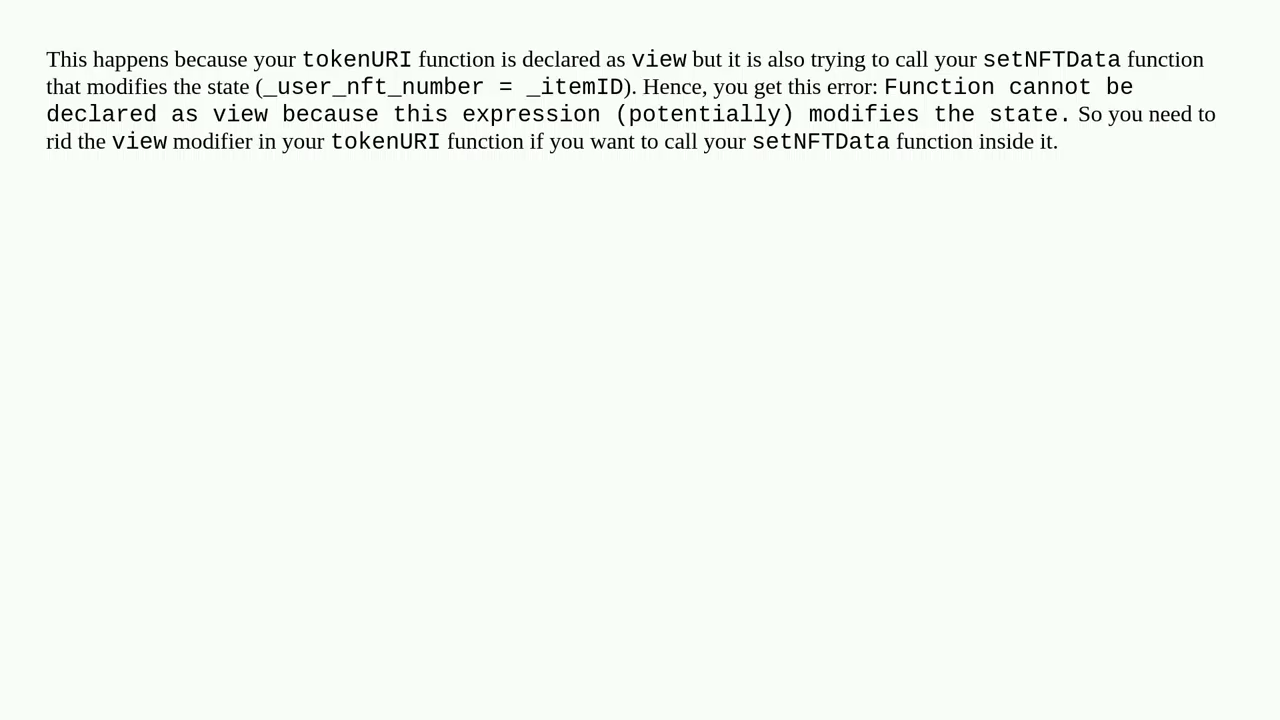 This happens because your tokenURI function is declared as view but it is also trying to call your setNFTData function
that modifies the state (_user_nft_number = _itemID). Hence, you get this error: Function cannot be
declared as view because this expression (potentially) modifies the state. So you need to
rid the view modifier in your tokenURI function if you want to call your setNFTData function inside it.